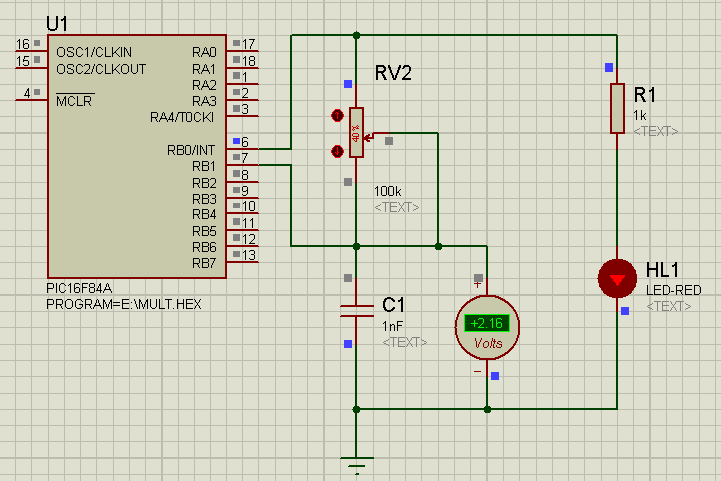 U1
16 OSC1/CLKIN RA0 17
15 OSC2/CLKOUT RA1 18
RA2 1
4 MCLR RA3 2
RA4/T0CKI 3
RB0/INT 6
RB1 7
RB2 8
RB3 9
RB4 10
RB5 11
RB6 12
RB7 13
PIC16F84A
PROGRAM=E:\MULT.HEX
RV2
40%
100k
<TEXT>
R1
1k
<TEXT>
C1
1nF
<TEXT>
+
+2.16
Volts
−
HL1
LED-RED
<TEXT>